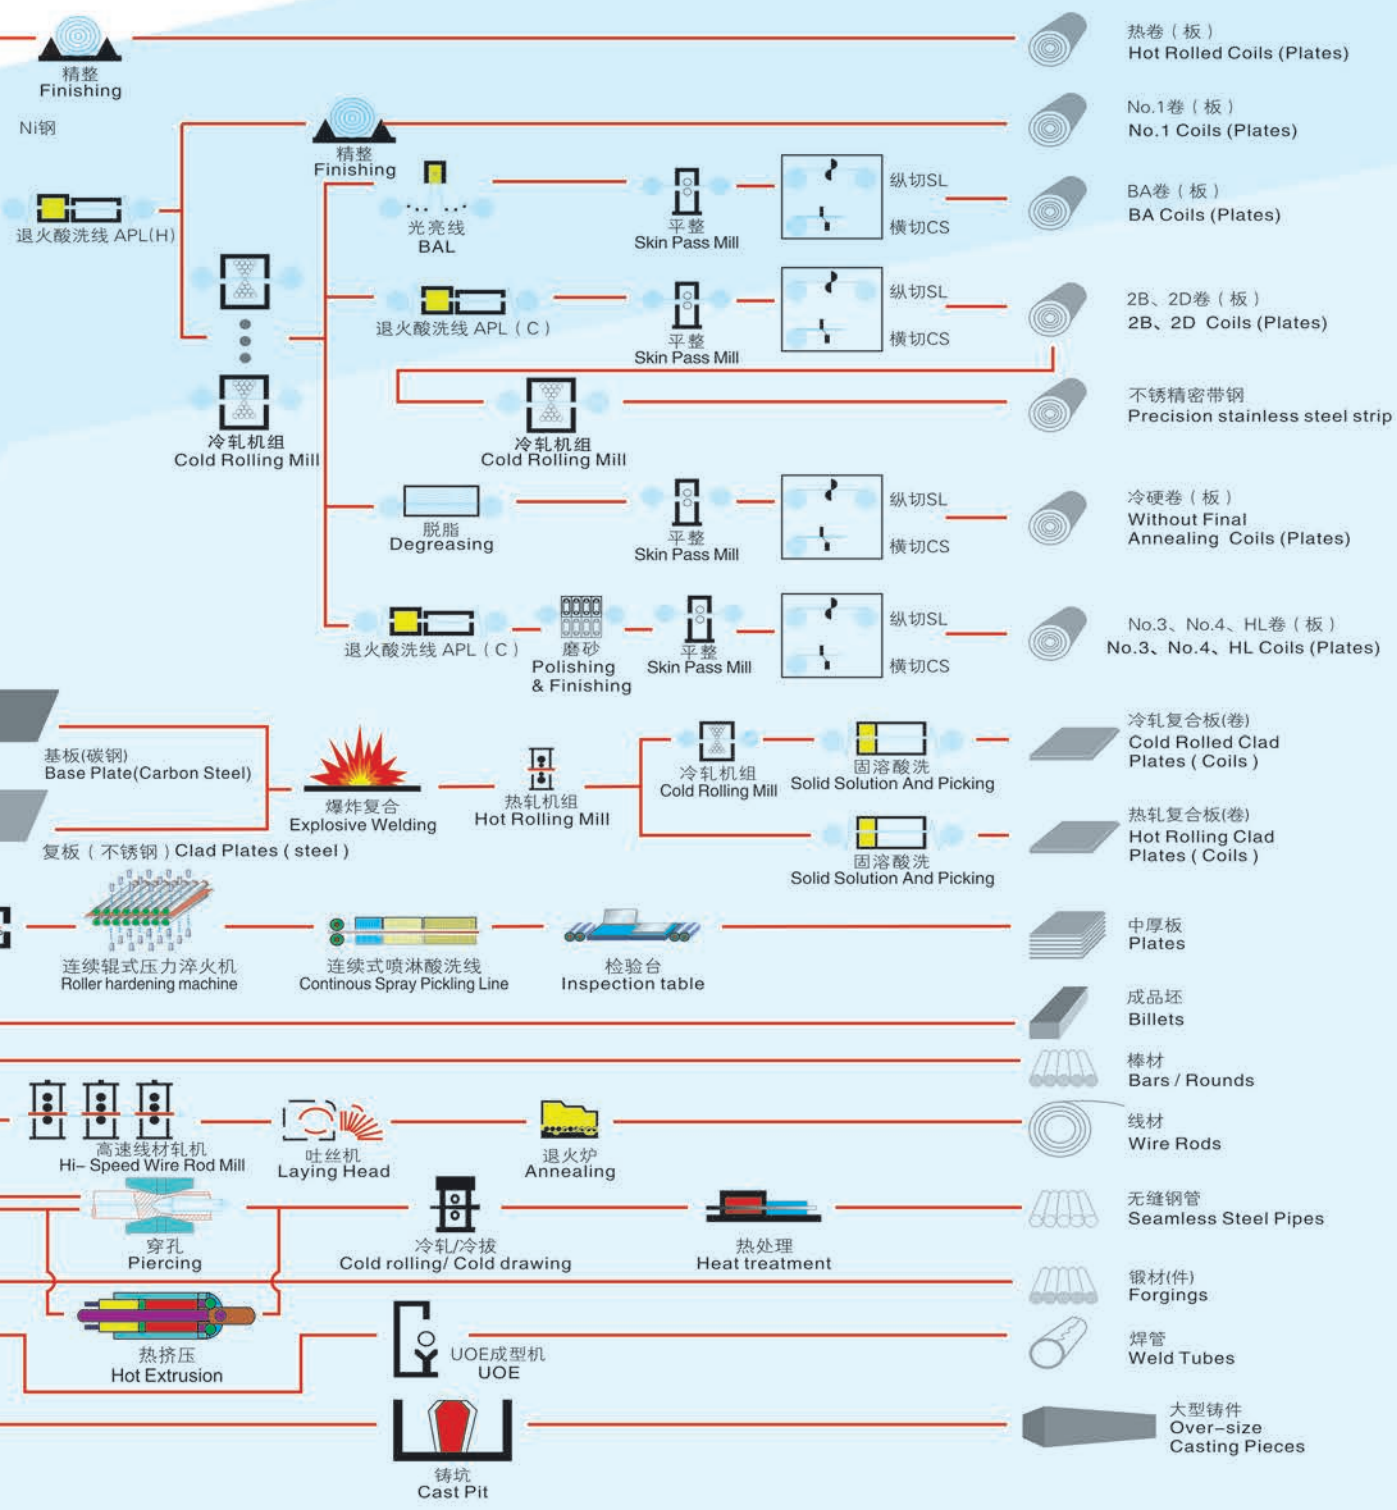 精整
Finishing
热卷（板）
Hot Rolled Coils (Plates)
Ni钢
精整
Finishing
No.1卷（板）
No.1 Coils (Plates)
退火酸洗线 APL(H)
光亮线
BAL
平整
Skin Pass Mill
纵切SL
横切CS
BA卷（板）
BA Coils (Plates)
退火酸洗线 APL（C）
平整
Skin Pass Mill
纵切SL
横切CS
2B、2D卷（板）
2B、2D Coils (Plates)
冷轧机组
Cold Rolling Mill
冷轧机组
Cold Rolling Mill
不锈精密带钢
Precision stainless steel strip
脱脂
Degreasing
平整
Skin Pass Mill
纵切SL
横切CS
冷硬卷（板）
Without Final
Annealing Coils (Plates)
退火酸洗线 APL（C）
磨砂
Polishing
& Finishing
平整
Skin Pass Mill
纵切SL
横切CS
No.3、No.4、HL卷（板）
No.3、No.4、HL Coils (Plates)
基板(碳钢)
Base Plate(Carbon Steel)
复板（不锈钢）Clad Plates ( steel )
爆炸复合
Explosive Welding
热轧机组
Hot Rolling Mill
冷轧机组
Cold Rolling Mill
固溶酸洗
Solid Solution And Picking
冷轧复合板(卷)
Cold Rolled Clad
Plates ( Coils )
固溶酸洗
Solid Solution And Picking
热轧复合板(卷)
Hot Rolling Clad
Plates ( Coils )
连续辊式压力淬火机
Roller hardening machine
连续式喷淋酸洗线
Continous Spray Pickling Line
检验台
Inspection table
中厚板
Plates
成品坯
Billets
棒材
Bars / Rounds
高速线材轧机
Hi- Speed Wire Rod Mill
吐丝机
Laying Head
退火炉
Annealing
线材
Wire Rods
穿孔
Piercing
冷轧/冷拔
Cold rolling/ Cold drawing
热处理
Heat treatment
无缝钢管
Seamless Steel Pipes
锻材(件)
Forgings
热挤压
Hot Extrusion
UOE成型机
UOE
焊管
Weld Tubes
铸坑
Cast Pit
大型铸件
Over-size
Casting Pieces